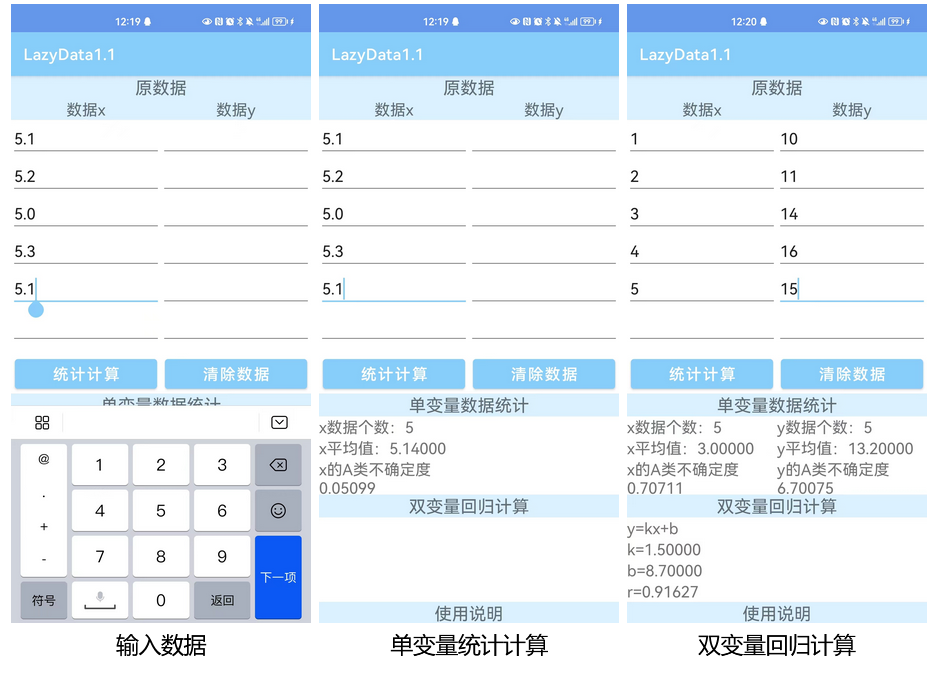 12:19
LazyData1.1
原数据
数据x 数据y
5.1
5.2
5.0
5.3
5.1
统计计算 清除数据
单变量数据统计
@ 1 2 3
. 4 5 6
+ 7 8 9
- 下一项
符号 0 返回
输入数据
12:19
LazyData1.1
原数据
数据x 数据y
5.1
5.2
5.0
5.3
5.1
统计计算 清除数据
单变量数据统计
x数据个数：5
x平均值：5.14000
x的A类不确定度
0.05099
双变量回归计算
使用说明
单变量统计计算
12:20
LazyData1.1
原数据
数据x 数据y
1 10
2 11
3 14
4 16
5 15
统计计算 清除数据
单变量数据统计
x数据个数：5 y数据个数：5
x平均值：3.00000 y平均值：13.20000
x的A类不确定度 y的A类不确定度
0.70711 6.70075
双变量回归计算
y=kx+b
k=1.50000
b=8.70000
r=0.91627
使用说明
双变量回归计算